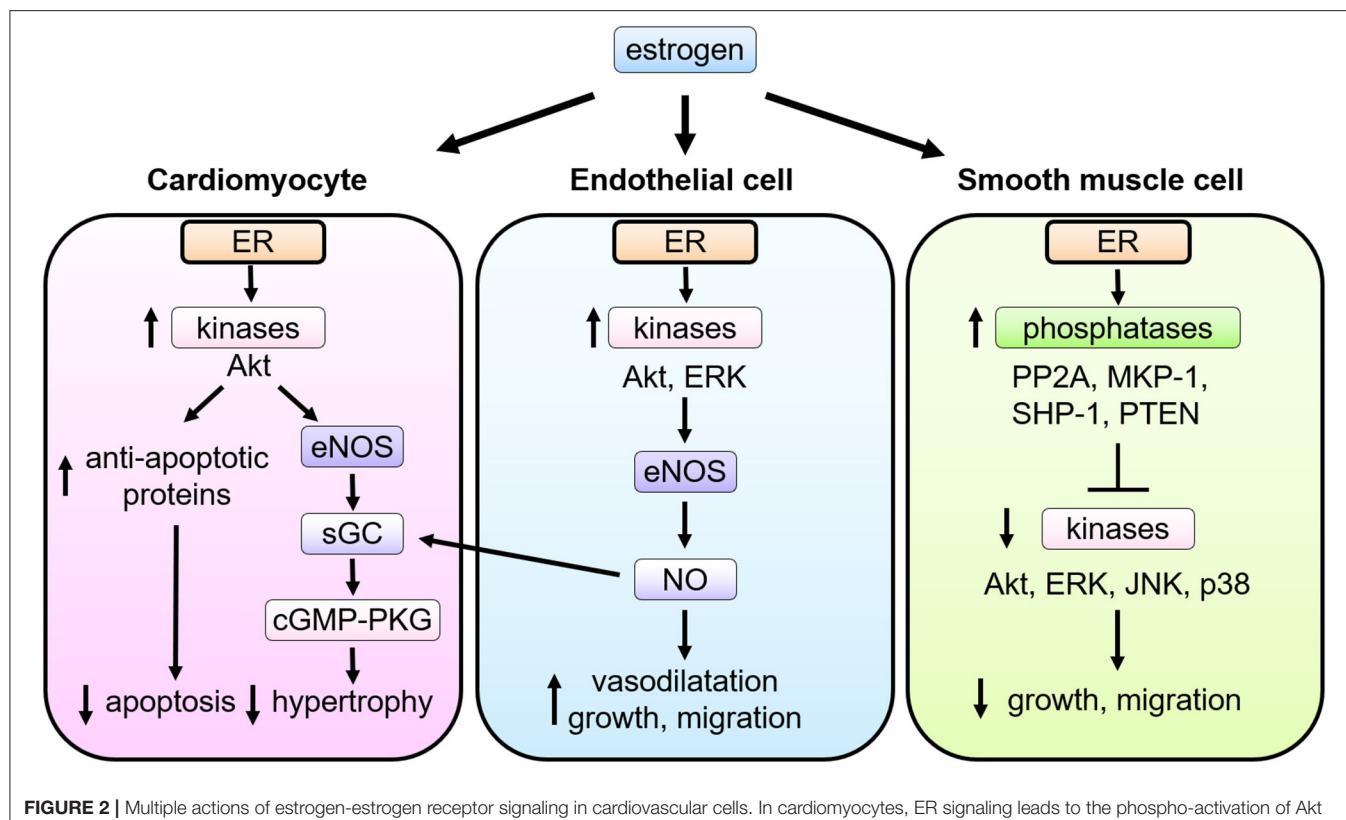 estrogen
Cardiomyocyte
ER
kinases
Akt
anti-apoptotic
proteins
eNOS
sGC
cGMP-PKG
apoptosis
hypertrophy
Endothelial cell
ER
kinases
Akt, ERK
eNOS
NO
vasodilatation
growth, migration
Smooth muscle cell
ER
phosphatases
PP2A, MKP-1,
SHP-1, PTEN
kinases
Akt, ERK, JNK, p38
growth, migration
FIGURE 2 | Multiple actions of estrogen-estrogen receptor signaling in cardiovascular cells. In cardiomyocytes, ER signaling leads to the phospho-activation of Akt